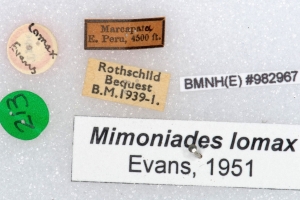 Lomax
Evans
Marcapata,
E. Peru, 4500 ft.
Rothschild
Bequest
B.M.1939-1.
BMNH(E) #982967
213
Mimoniades lomax
Evans, 1951